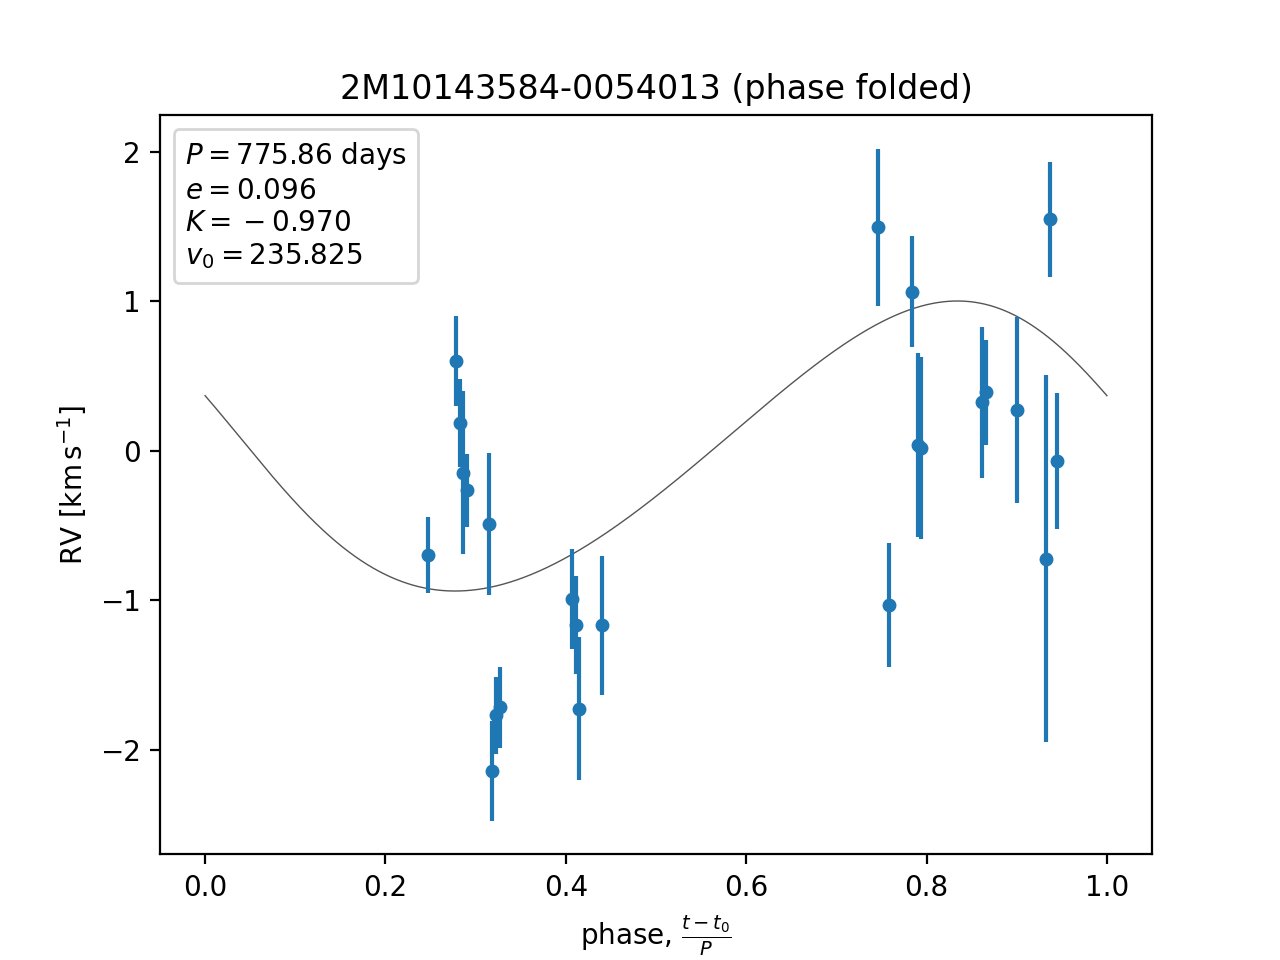 2M10143584-0054013 (phase folded)
P = 775.86 days
e = 0.096
K = −0.970
v₀ = 235.825
2
1
0
−1
−2
RV [km s⁻¹]
0.0 0.2 0.4 0.6 0.8 1.0
phase, (t − t₀)/P